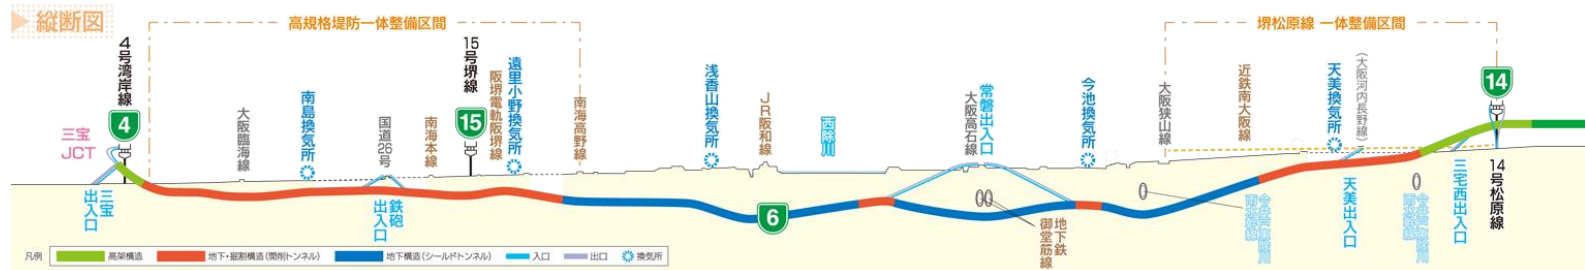 縦断図
高規格堤防一体整備区間
堺松原線 一体整備区間
4号湾岸線
4
三宝
JCT
三宝
出入口
大阪臨海線
南島換気所
国道26号
鉄砲
出入口
南海本線
15号堺線
15
阪堺電軌阪堺線
遠里小野換気所
南海高野線
浅香山換気所
JR阪和線
6
西除川
大阪高石線
常磐出入口
地下鉄
御堂筋線
今池換気所
大阪狭山線
近鉄南大阪線
天美換気所
天美出入口
(大阪河内長野線)
三宅西出入口
14
14号松原線
凡例
高架構造
地下・掘割構造(開削トンネル)
地下構造(シールドトンネル)
入口
出口
換気所